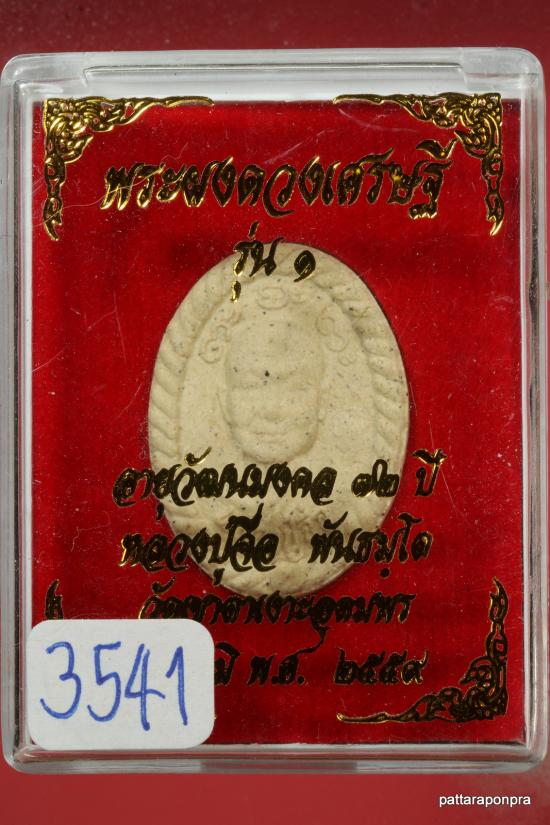 พระผงดวงเศรษฐี
รุ่น ๑
อายุวัฒนมงคล ๗๒ ปี
หลวงปู่จื่อ พันธมุโต
วัดเขาตาเงาะอุดมพร
พ.ศ. ๒๕๕๙
3541
pattaraponpra